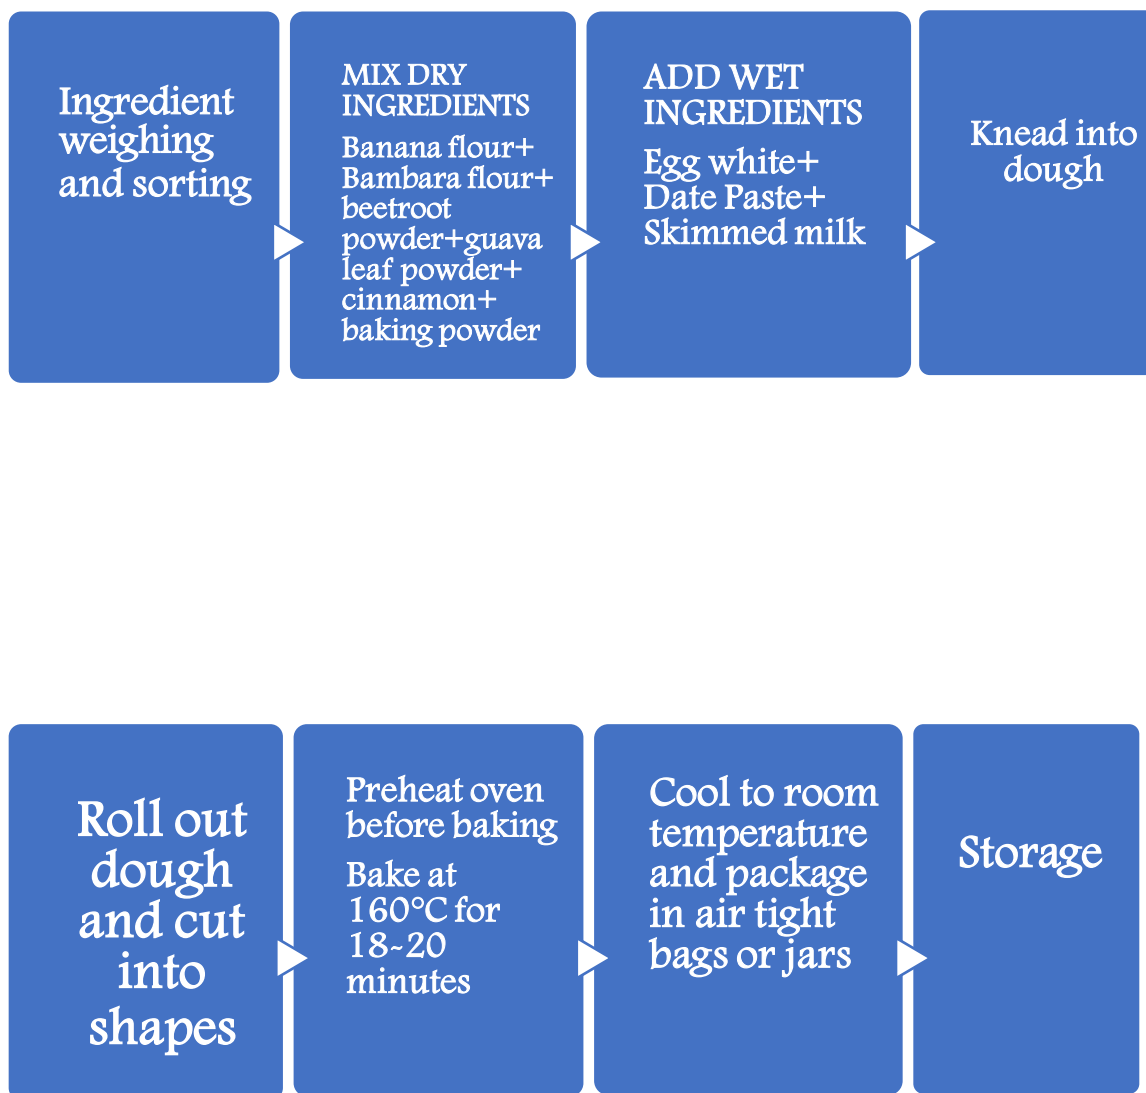 Ingredient
weighing
and sorting
MIX DRY
INGREDIENTS
Banana flour+
Bambara flour+
beetroot
powder+guava
leaf powder+
cinnamon+
baking powder
ADD WET
INGREDIENTS
Egg white+
Date Paste+
Skimmed milk
Knead into
dough
Roll out
dough
and cut
into
shapes
Preheat oven
before baking
Bake at
160°C for
18~20
minutes
Cool to room
temperature
and package
in air tight
bags or jars
Storage